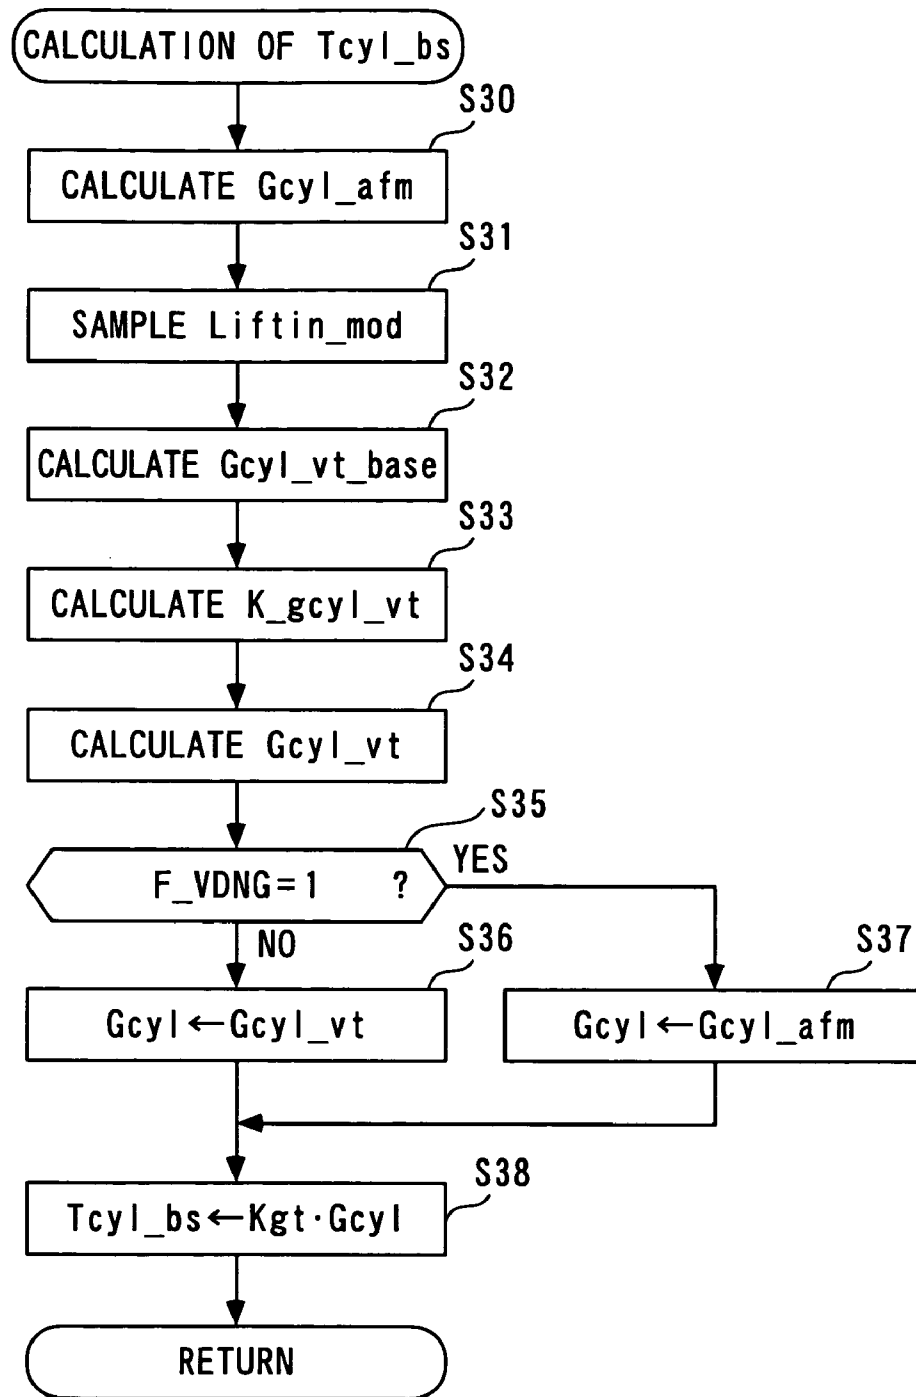 CALCULATION OF Tcyl_bs
S30
CALCULATE Gcyl_afm
S31
SAMPLE Liftin_mod
S32
CALCULATE Gcyl_vt_base
S33
CALCULATE K_gcyl_vt
S34
CALCULATE Gcyl_vt
S35
F_VDNG=1 ?
YES
NO
S36
Gcyl←Gcyl_vt
S37
Gcyl←Gcyl_afm
S38
Tcyl_bs←Kgt·Gcyl
RETURN